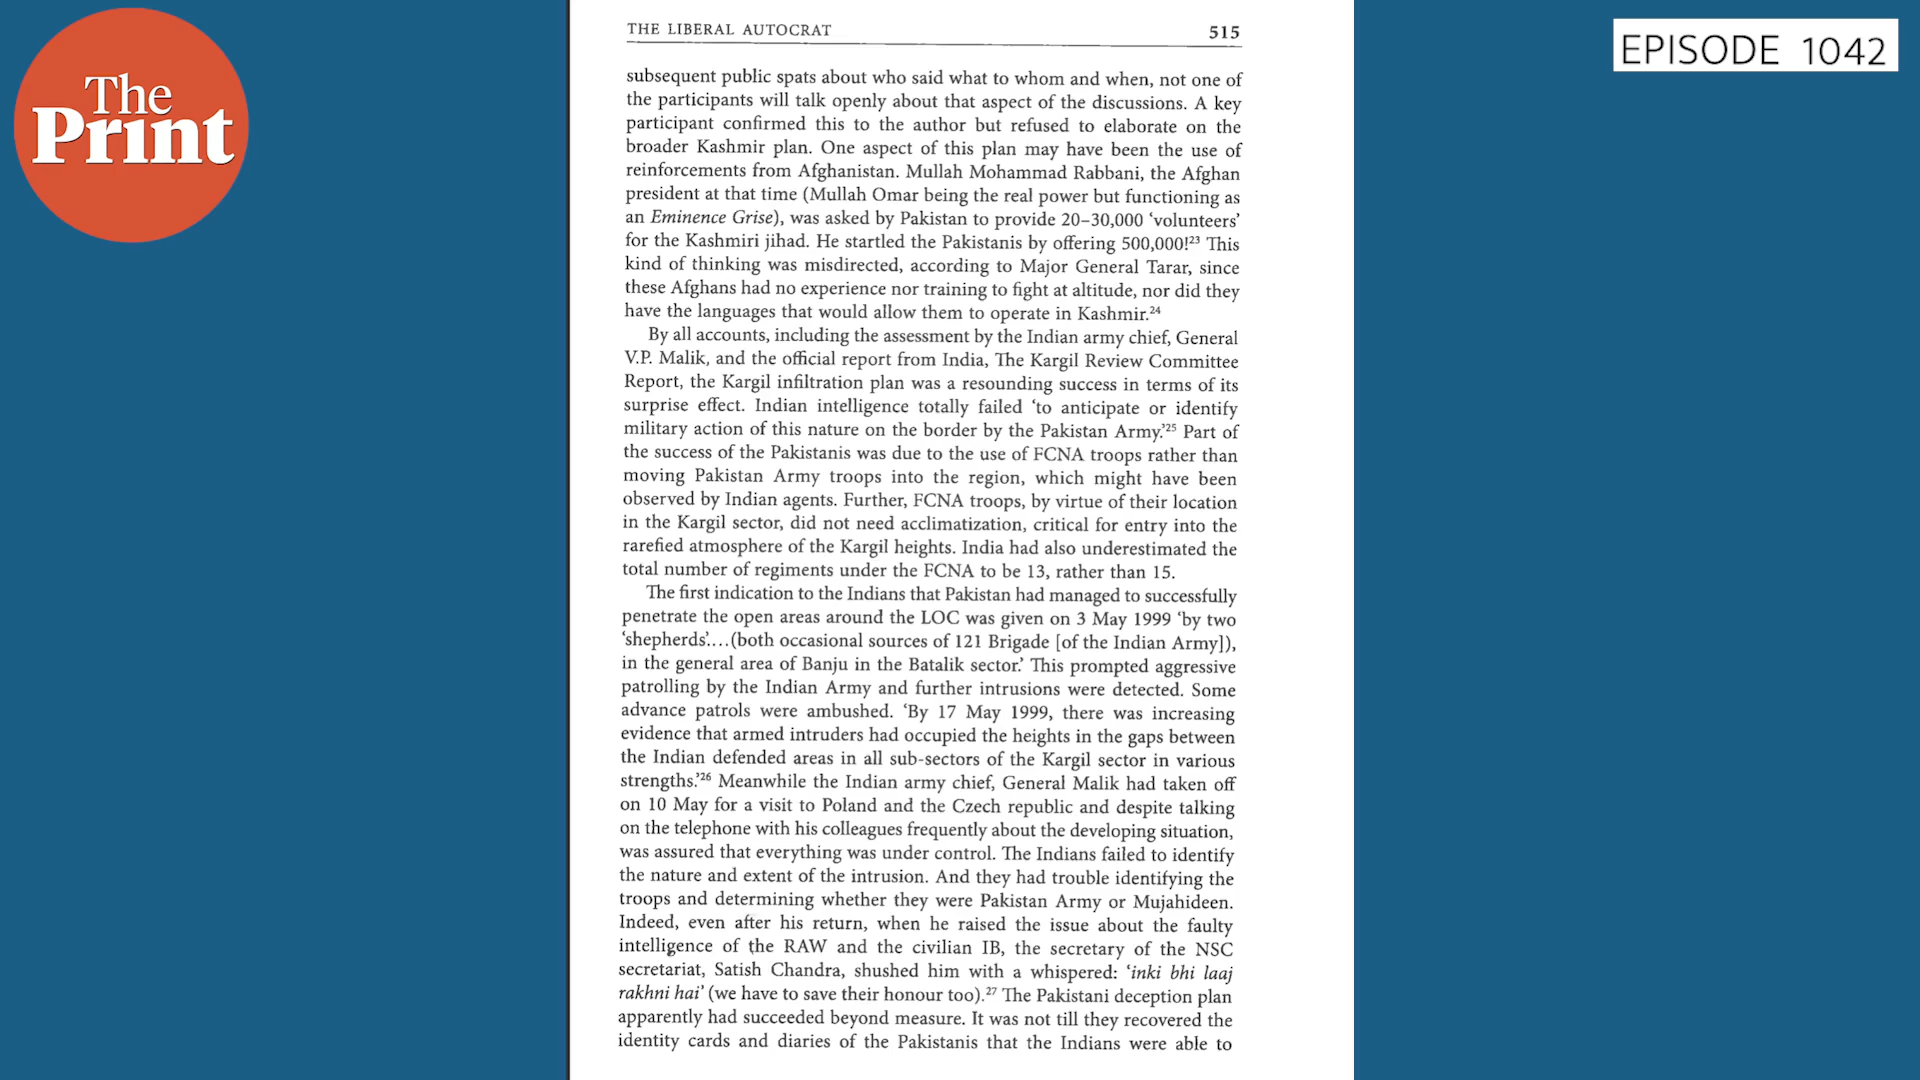 The
Print
EPISODE 1042
THE LIBERAL AUTOCRAT 515
subsequent public spats about who said what to whom and when, not one of
the participants will talk openly about that aspect of the discussions. A key
participant confirmed this to the author but refused to elaborate on the
broader Kashmir plan. One aspect of this plan may have been the use of
reinforcements from Afghanistan. Mullah Mohammad Rabbani, the Afghan
president at that time (Mullah Omar being the real power but functioning as
an Eminence Grise), was asked by Pakistan to provide 20–30,000 ‘volunteers’
for the Kashmiri jihad. He startled the Pakistanis by offering 500,000!²³ This
kind of thinking was misdirected, according to Major General Tarar, since
these Afghans had no experience nor training to fight at altitude, nor did they
have the languages that would allow them to operate in Kashmir.²⁴
By all accounts, including the assessment by the Indian army chief, General
V.P. Malik, and the official report from India, The Kargil Review Committee
Report, the Kargil infiltration plan was a resounding success in terms of its
surprise effect. Indian intelligence totally failed ‘to anticipate or identify
military action of this nature on the border by the Pakistan Army.’²⁵ Part of
the success of the Pakistanis was due to the use of FCNA troops rather than
moving Pakistan Army troops into the region, which might have been
observed by Indian agents. Further, FCNA troops, by virtue of their location
in the Kargil sector, did not need acclimatization, critical for entry into the
rarefied atmosphere of the Kargil heights. India had also underestimated the
total number of regiments under the FCNA to be 13, rather than 15.
The first indication to the Indians that Pakistan had managed to successfully
penetrate the open areas around the LOC was given on 3 May 1999 ‘by two
‘shepherds’....(both occasional sources of 121 Brigade [of the Indian Army]),
in the general area of Banju in the Batalik sector.’ This prompted aggressive
patrolling by the Indian Army and further intrusions were detected. Some
advance patrols were ambushed. ‘By 17 May 1999, there was increasing
evidence that armed intruders had occupied the heights in the gaps between
the Indian defended areas in all sub-sectors of the Kargil sector in various
strengths.’²⁶ Meanwhile the Indian army chief, General Malik had taken off
on 10 May for a visit to Poland and the Czech republic and despite talking
on the telephone with his colleagues frequently about the developing situation,
was assured that everything was under control. The Indians failed to identify
the nature and extent of the intrusion. And they had trouble identifying the
troops and determining whether they were Pakistan Army or Mujahideen.
Indeed, even after his return, when he raised the issue about the faulty
intelligence of the RAW and the civilian IB, the secretary of the NSC
secretariat, Satish Chandra, shushed him with a whispered: ‘inki bhi laaj
rakhni hai’ (we have to save their honour too).²⁷ The Pakistani deception plan
apparently had succeeded beyond measure. It was not till they recovered the
identity cards and diaries of the Pakistanis that the Indians were able to